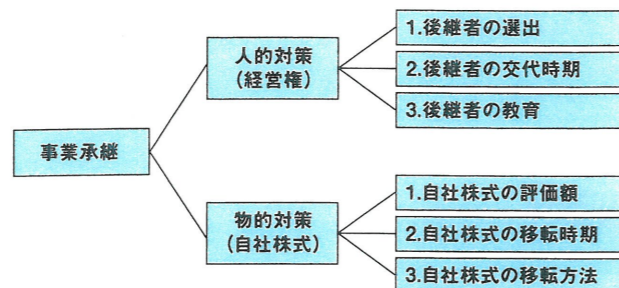 事業承継
人的対策
(経営権)
1.後継者の選出
2.後継者の交代時期
3.後継者の教育
物的対策
(自社株式)
1.自社株式の評価額
2.自社株式の移転時期
3.自社株式の移転方法